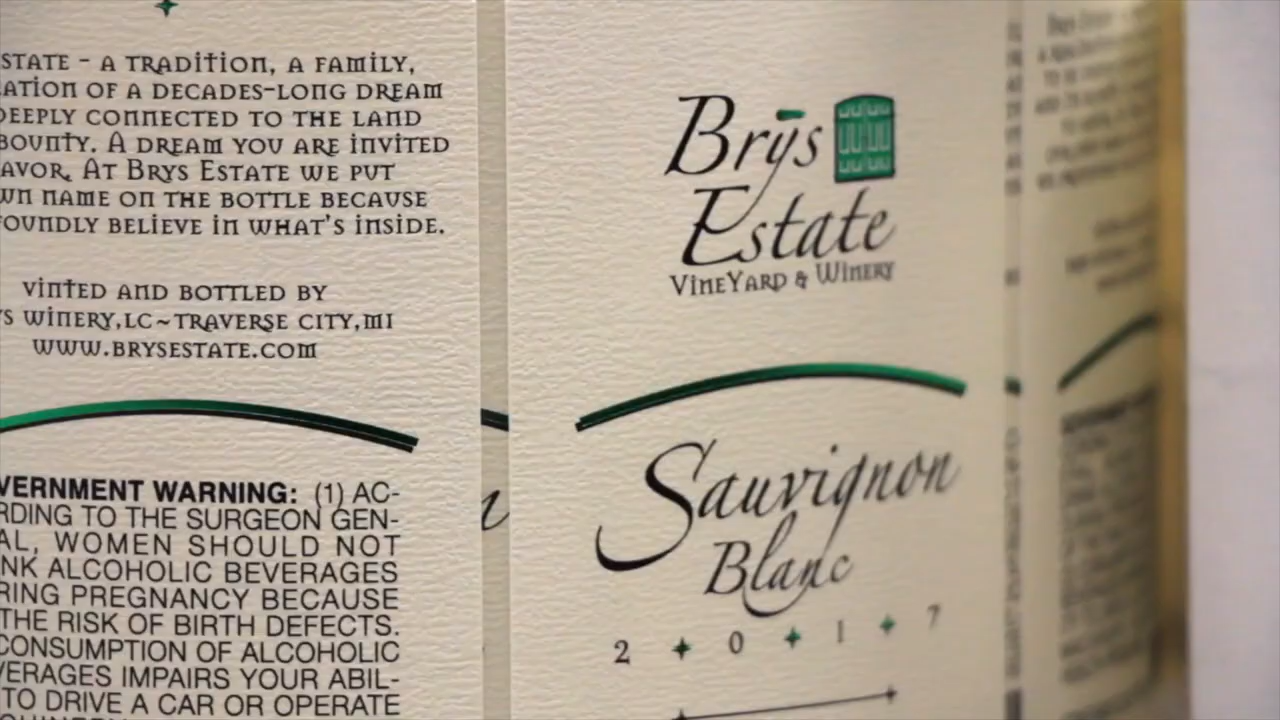 STATE - A TRADITION, A FAMILY,
ATION OF A DECADES-LONG DREAM
DEEPLY CONNECTED TO THE LAND
BOUNTY. A DREAM YOU ARE INVITED
AVOR. AT BRYS ESTATE WE PUT
WN NAME ON THE BOTTLE BECAUSE
FOUNDLY BELIEVE IN WHAT'S INSIDE.
VINTED AND BOTTLED BY
S WINERY,LC~TRAVERSE CITY,MI
WWW.BRYSESTATE.COM
VERNMENT WARNING: (1) AC-
RDING TO THE SURGEON GEN-
AL, WOMEN SHOULD NOT
NK ALCOHOLIC BEVERAGES
RING PREGNANCY BECAUSE
THE RISK OF BIRTH DEFECTS.
CONSUMPTION OF ALCOHOLIC
VERAGES IMPAIRS YOUR ABIL-
TO DRIVE A CAR OR OPERATE
Brys
Estate
VINEYARD & WINERY
Sauvignon
Blanc
2 0 1 7